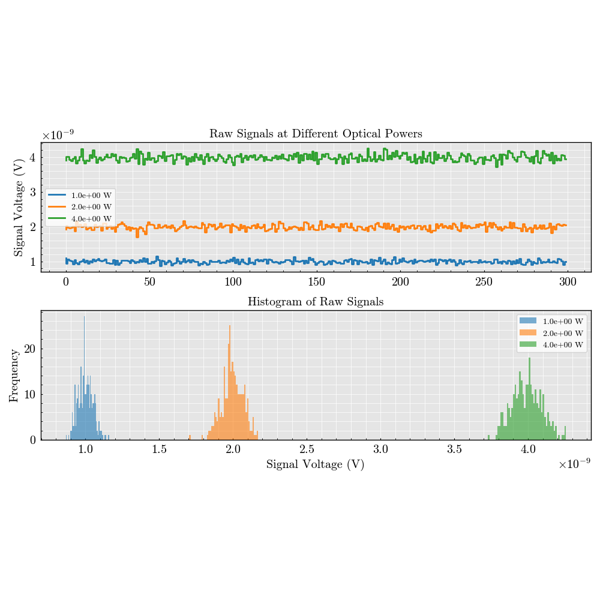 Raw Signals at Different Optical Powers
×10⁻⁹
Signal Voltage (V)
4
3
2
1
1.0e+00 W
2.0e+00 W
4.0e+00 W
0 50 100 150 200 250 300
Histogram of Raw Signals
Frequency
20
10
0
1.0e+00 W
2.0e+00 W
4.0e+00 W
1.0 1.5 2.0 2.5 3.0 3.5 4.0
Signal Voltage (V)
×10⁻⁹